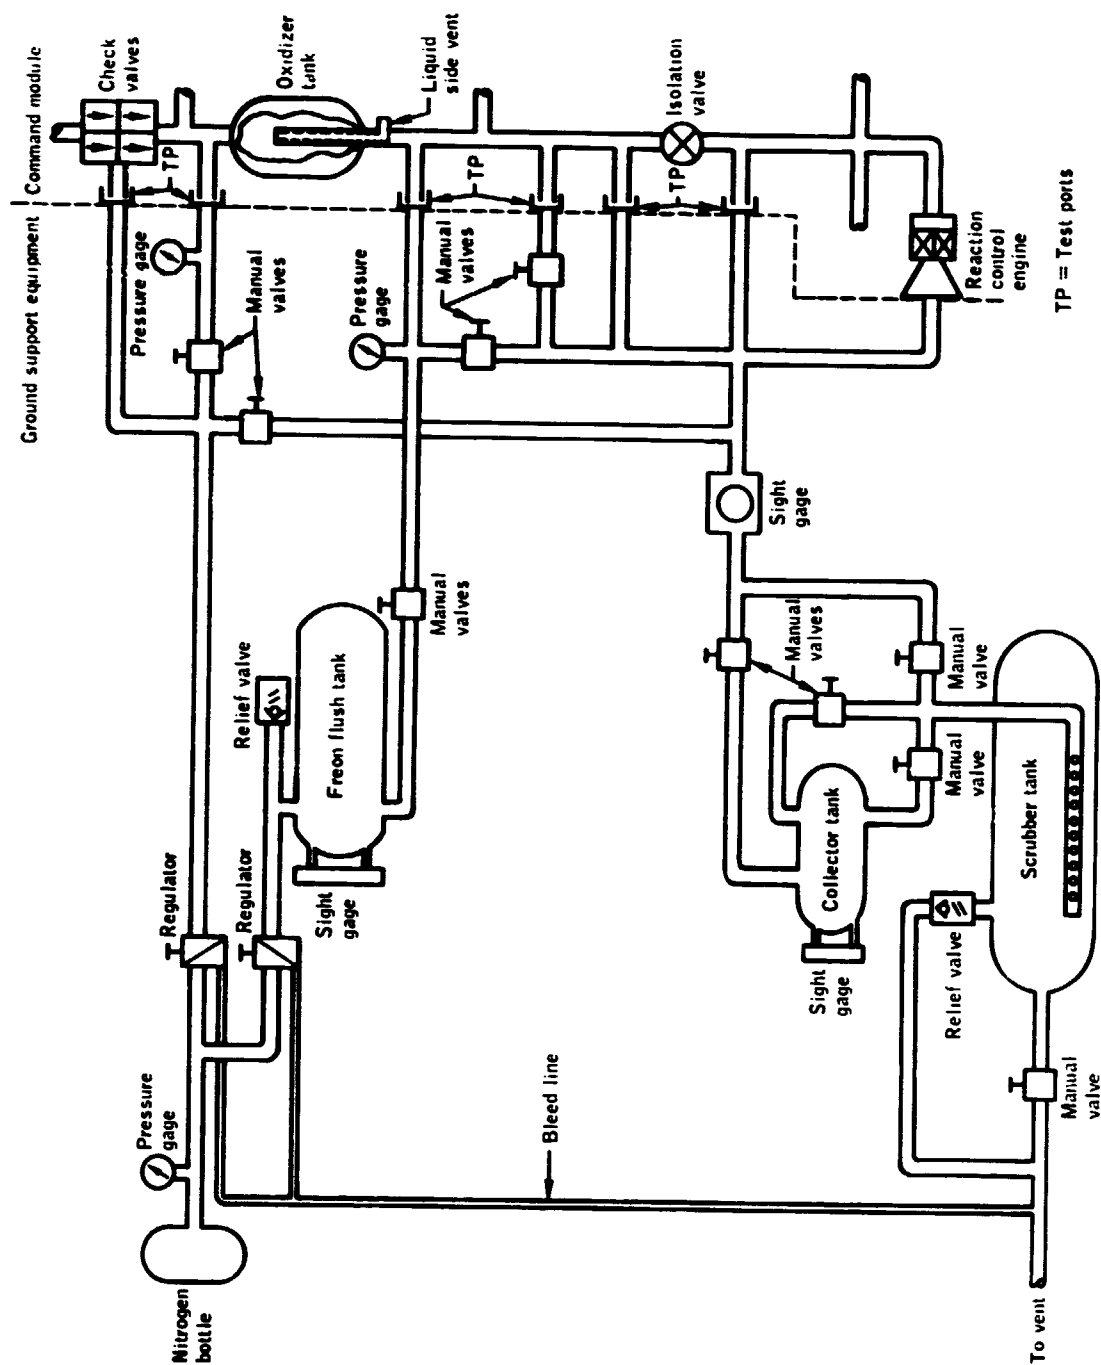 Ground support equipment
Command module
Check
valves
TP
Pressure gage
Manual
valves
Oxidizer
tank
Liquid
side vent
TP
Manual valves
Pressure
gage
Isolation
valve
TP
Reaction
control
engine
TP = Test ports
Sight
gage
Manual
valves
Relief valve
Freon flush tank
Regulator
Regulator
Sight
gage
Pressure
gage
Nitrogen
bottle
Bleed line
Manual
valves
Manual
valve
Manual
valve
Collector tank
Sight
gage
Scrubber tank
Relief valve
Manual
valve
To vent